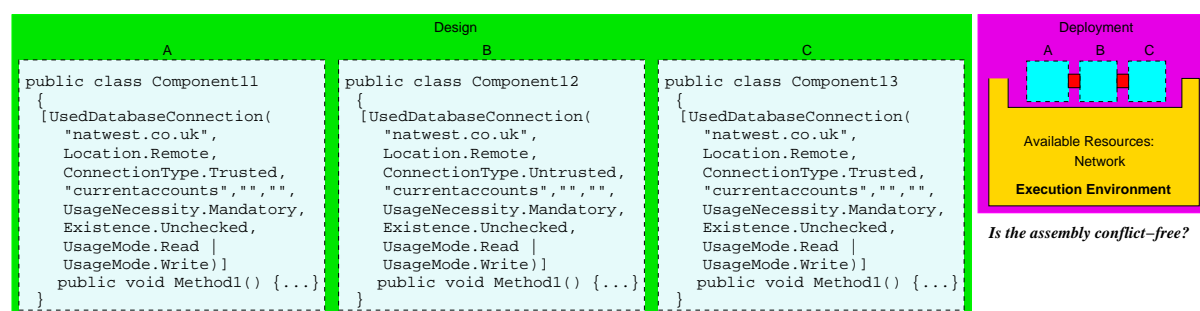 Design
A
public class Component11
{
[UsedDatabaseConnection(
"natwest.co.uk",
Location.Remote,
ConnectionType.Trusted,
"currentaccounts","","",
UsageNecessity.Mandatory,
Existence.Unchecked,
UsageMode.Read |
UsageMode.Write)]
public void Method1() {...}
}
B
public class Component12
{
[UsedDatabaseConnection(
"natwest.co.uk",
Location.Remote,
ConnectionType.Untrusted,
"currentaccounts","","",
UsageNecessity.Mandatory,
Existence.Unchecked,
UsageMode.Read |
UsageMode.Write)]
public void Method1() {...}
}
C
public class Component13
{
[UsedDatabaseConnection(
"natwest.co.uk",
Location.Remote,
ConnectionType.Trusted,
"currentaccounts","","",
UsageNecessity.Mandatory,
Existence.Unchecked,
UsageMode.Read |
UsageMode.Write)]
public void Method1() {...}
}
Deployment
A B C
Available Resources:
Network
Execution Environment
Is the assembly conflict–free?